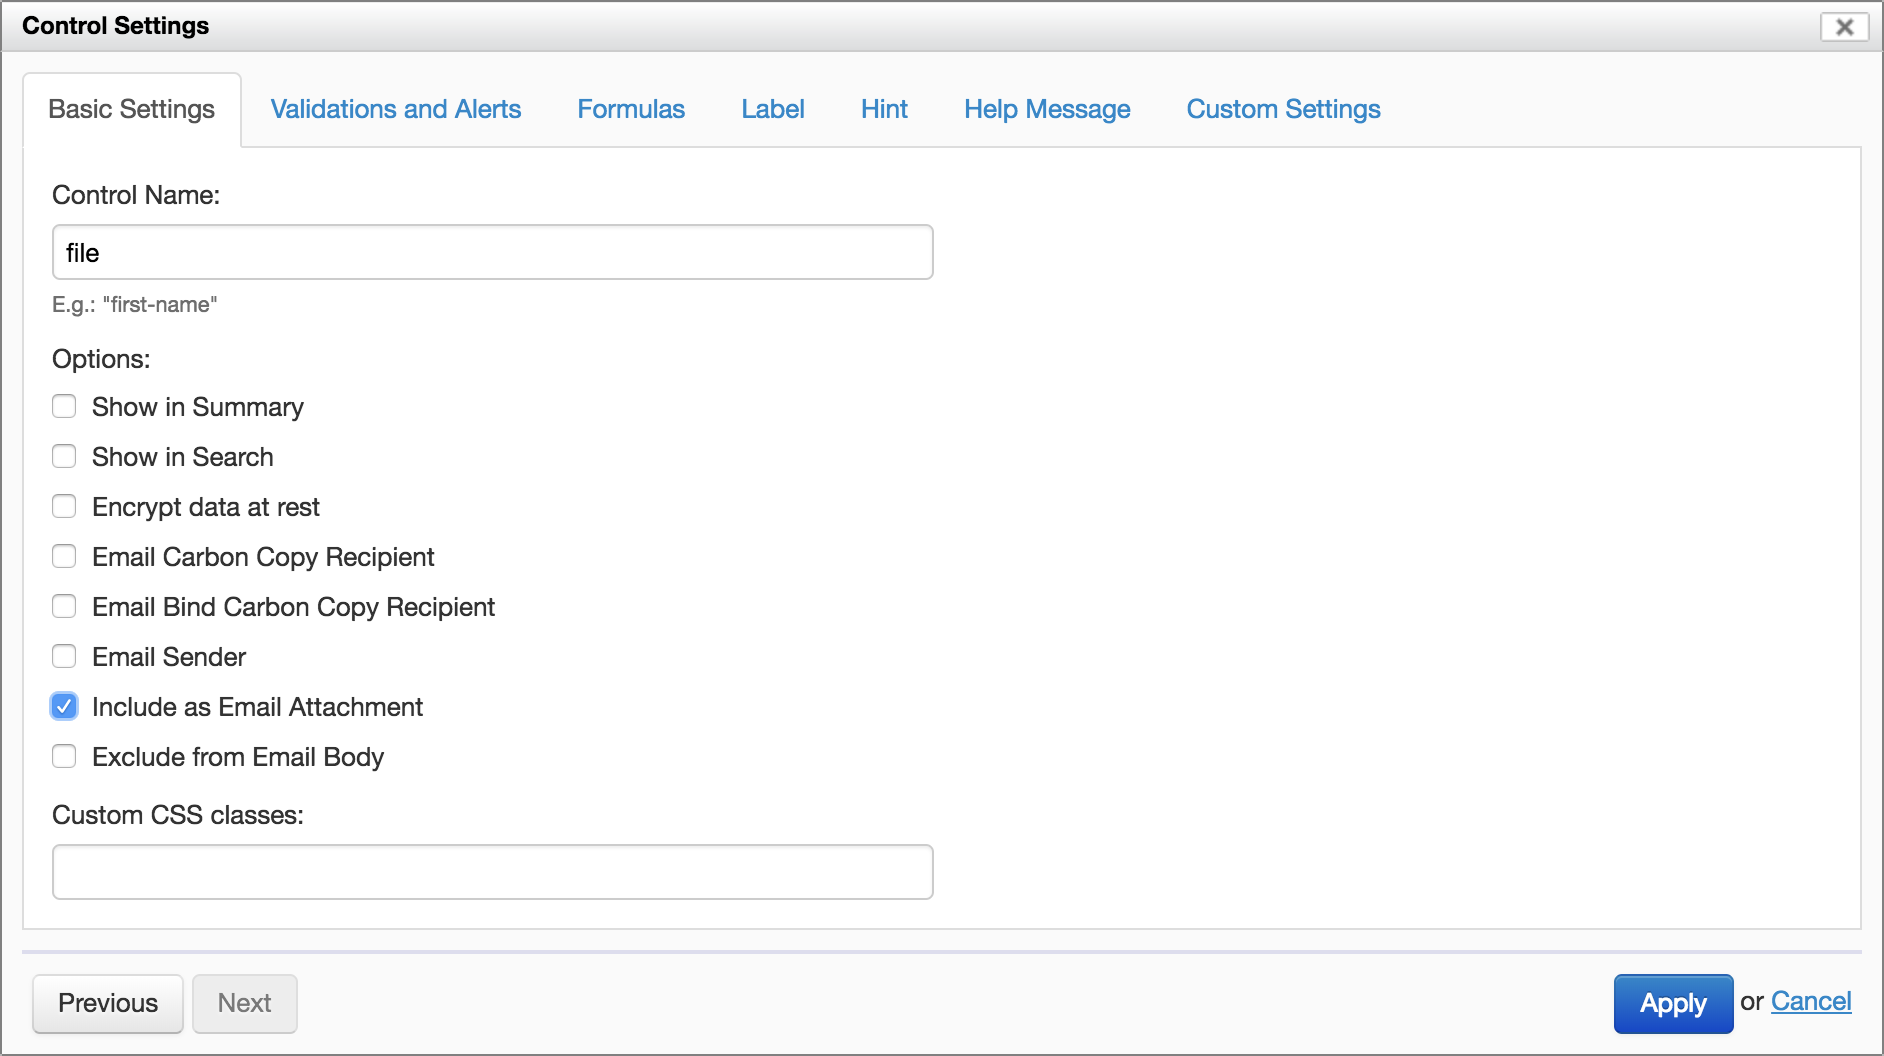 Control Settings
Basic Settings Validations and Alerts Formulas Label Hint Help Message Custom Settings
Control Name:
file
E.g.: "first-name"
Options:
Show in Summary
Show in Search
Encrypt data at rest
Email Carbon Copy Recipient
Email Bind Carbon Copy Recipient
Email Sender
Include as Email Attachment
Exclude from Email Body
Custom CSS classes:
Previous Next Apply or Cancel